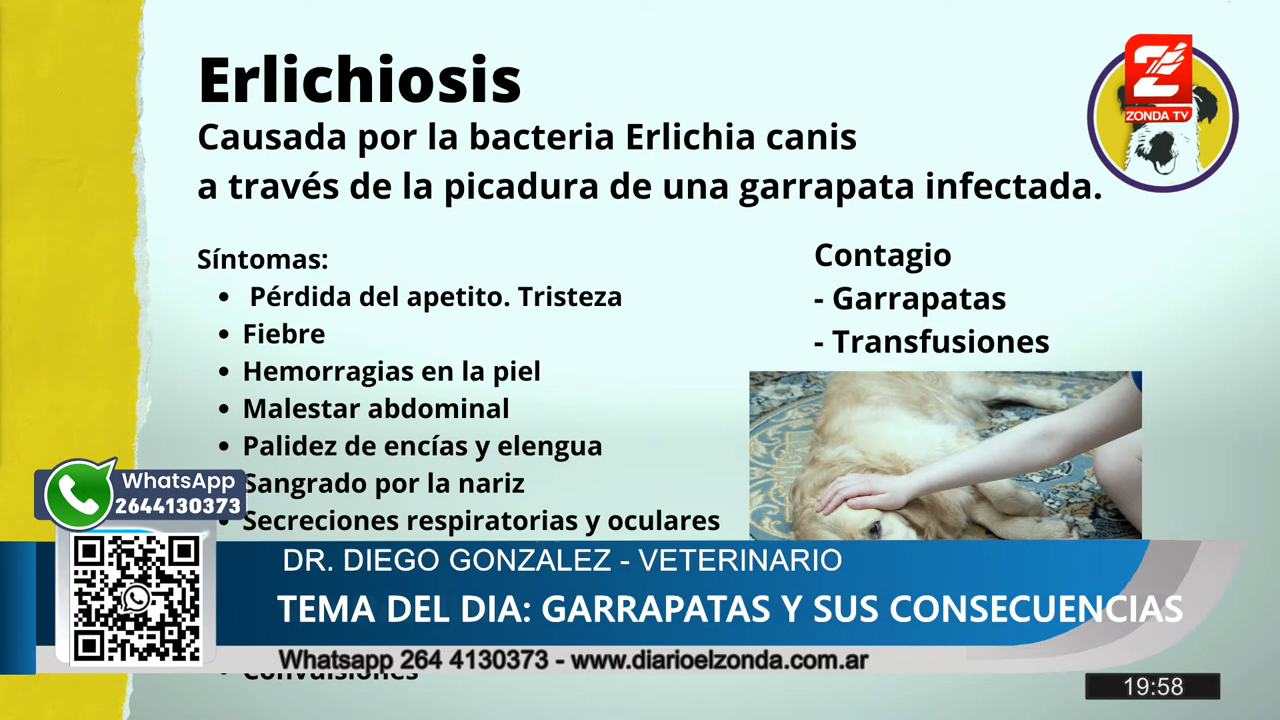 Erlichiosis
Causada por la bacteria Erlichia canis
a través de la picadura de una garrapata infectada.
ZONDA TV
Síntomas:
• Pérdida del apetito. Tristeza
• Fiebre
• Hemorragias en la piel
• Malestar abdominal
• Palidez de encías y elengua
Sangrado por la nariz
• Secreciones respiratorias y oculares
Contagio
- Garrapatas
- Transfusiones
WhatsApp
2644130373
DR. DIEGO GONZALEZ - VETERINARIO
TEMA DEL DIA: GARRAPATAS Y SUS CONSECUENCIAS
Whatsapp 264 4130373 - www.diarioelzonda.com.ar
• Convulsiones
19:58